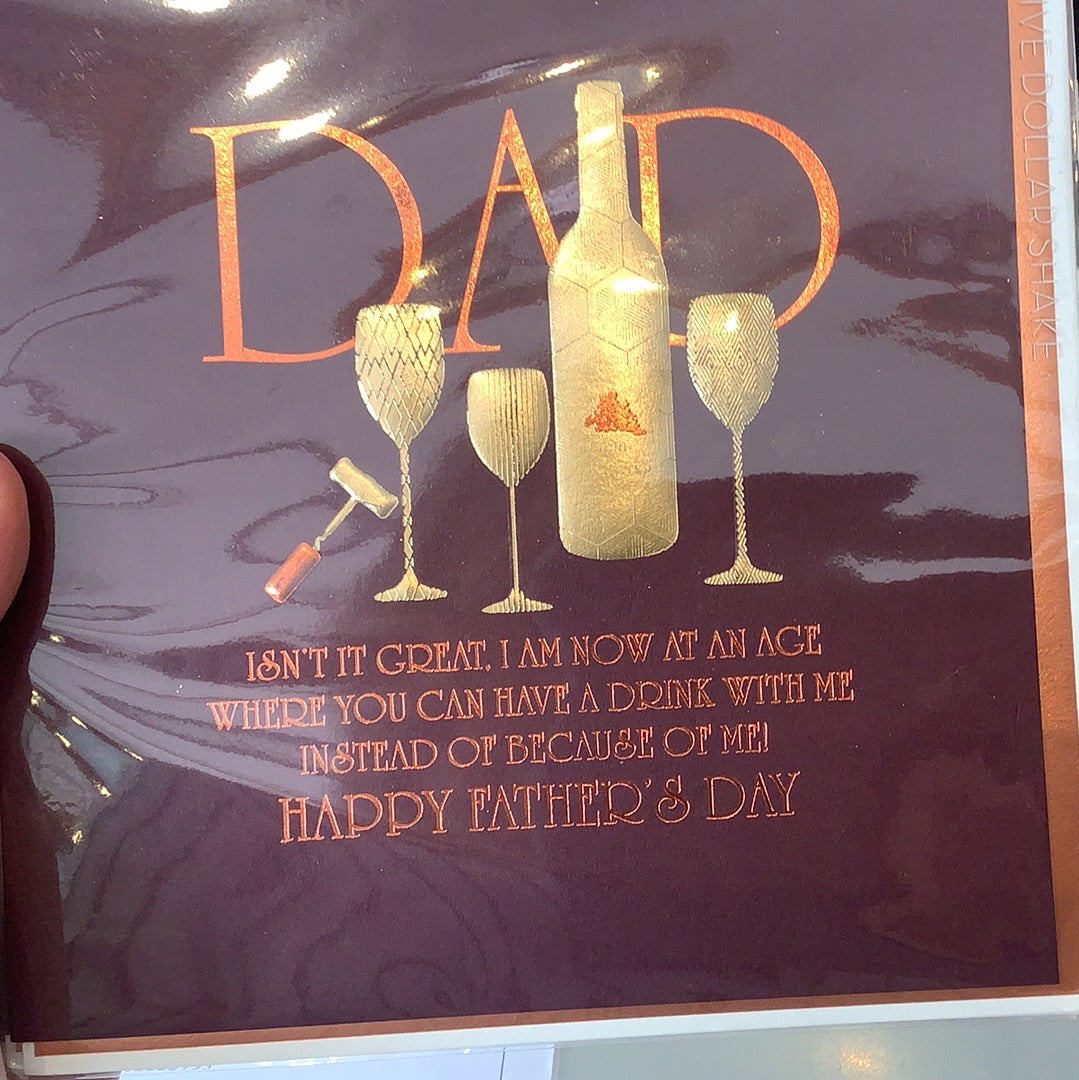 DAD
ISN'T IT GREAT, I AM NOW AT AN AGE
WHERE YOU CAN HAVE A DRINK WITH ME
INSTEAD OF BECAUSE OF ME!
HAPPY FATHER'S DAY
DOLLAR SHAKE